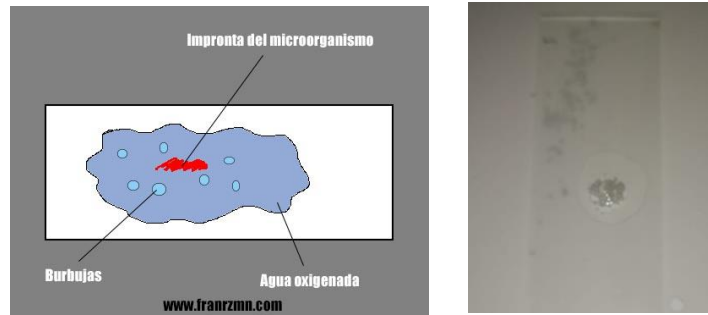 Impronta del microorganismo
Burbujas
Agua oxigenada
www.franrzmn.com